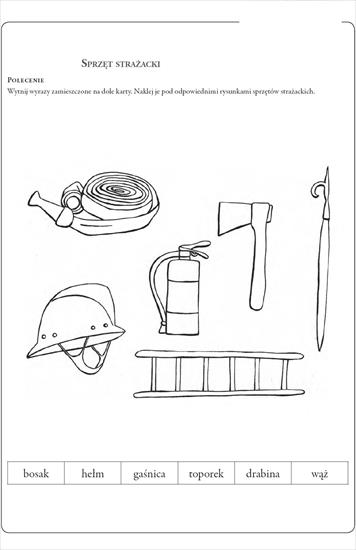 Sprzęt strażacki
Polecenie
Wytnij wyrazy zamieszczone na dole karty. Naklej je pod odpowiednimi rysunkami sprzętów strażackich.
bosak hełm gaśnica toporek drabina wąż